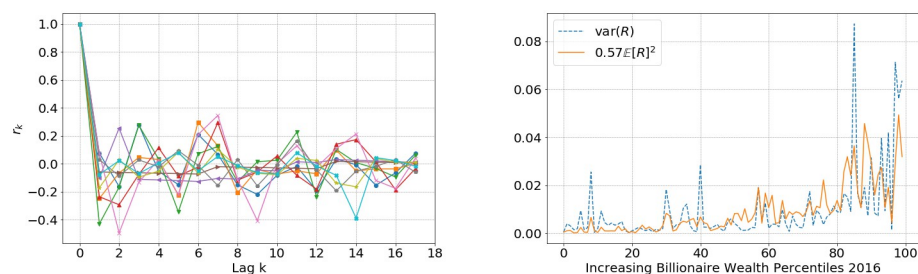 1.0
0.8
0.6
0.4
0.2
0.0
−0.2
−0.4
r_k
0 2 4 6 8 10 12 14 16 18
Lag k
var(R)
0.57𝔼[R]²
0.08
0.06
0.04
0.02
0.00
0 20 40 60 80 100
Increasing Billionaire Wealth Percentiles 2016